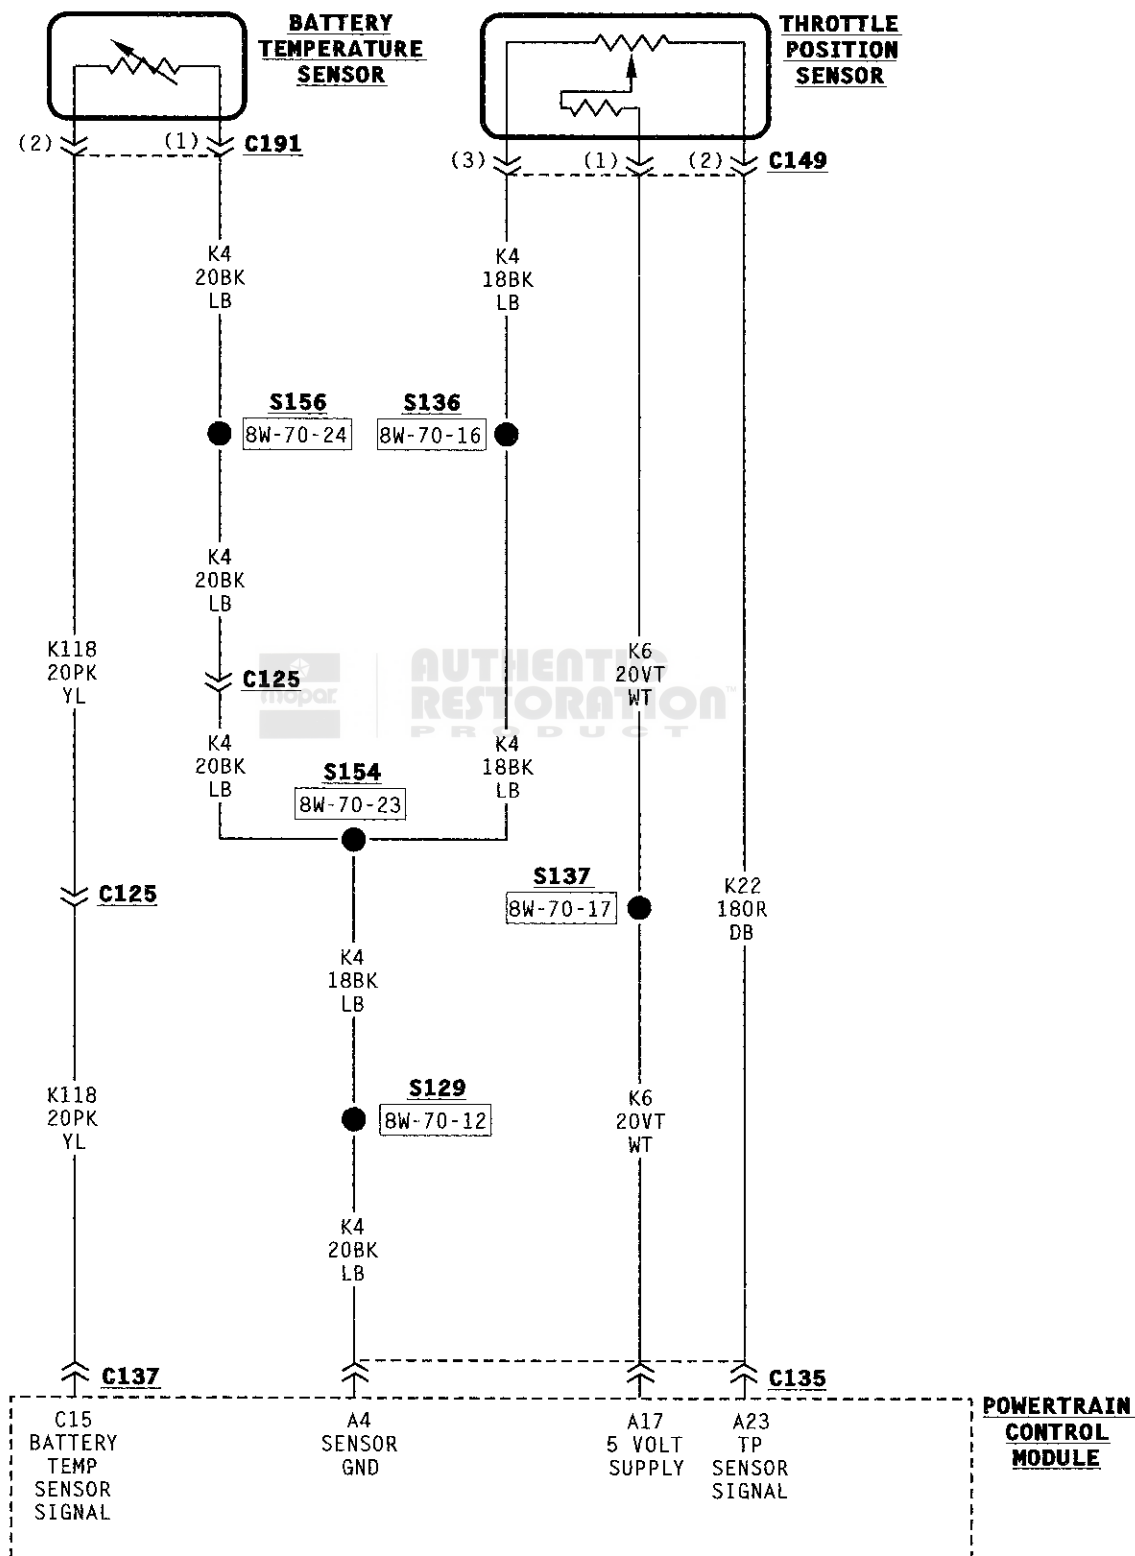 BATTERY
TEMPERATURE
SENSOR
THROTTLE
POSITION
SENSOR
(2)
(1)
C191
(3)
(1)
(2)
C149
K4
20BK
LB
K4
18BK
LB
S156
8W-70-24
S136
8W-70-16
K4
20BK
LB
K118
20PK
YL
C125
K6
20VT
WT
mopar
AUTHENTIC
RESTORATION™
PRODUCT
K4
20BK
LB
K4
18BK
LB
S154
8W-70-23
C125
S137
8W-70-17
K22
18OR
DB
K4
18BK
LB
K118
20PK
YL
S129
8W-70-12
K6
20VT
WT
K4
20BK
LB
C137
C135
C15
BATTERY
TEMP
SENSOR
SIGNAL
A4
SENSOR
GND
A17
5 VOLT
SUPPLY
A23
TP
SENSOR
SIGNAL
POWERTRAIN
CONTROL
MODULE